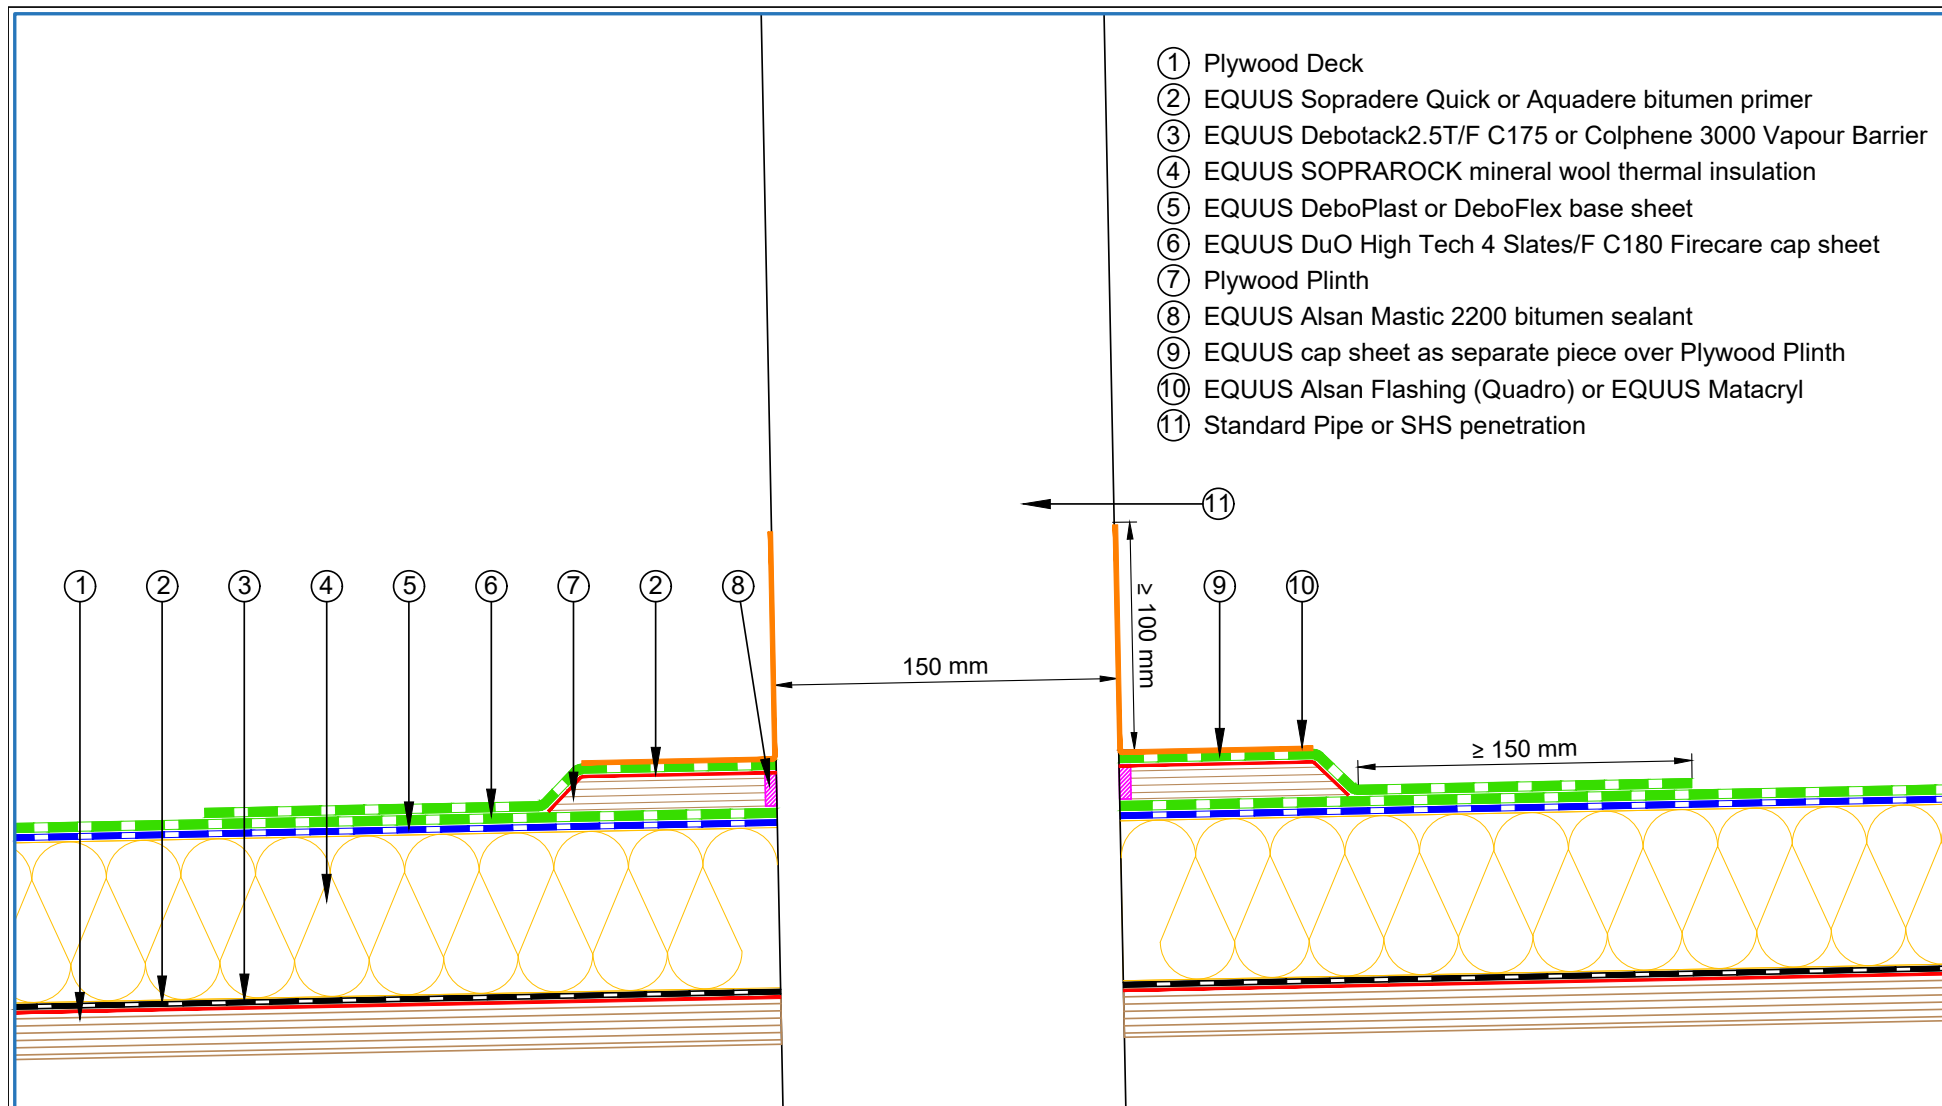 1 Plywood Deck
2 EQUUS Sopradere Quick or Aquadere bitumen primer
3 EQUUS Debotack2.5T/F C175 or Colphene 3000 Vapour Barrier
4 EQUUS SOPRAROCK mineral wool thermal insulation
5 EQUUS DeboPlast or DeboFlex base sheet
6 EQUUS DuO High Tech 4 Slates/F C180 Firecare cap sheet
7 Plywood Plinth
8 EQUUS Alsan Mastic 2200 bitumen sealant
9 EQUUS cap sheet as separate piece over Plywood Plinth
10 EQUUS Alsan Flashing (Quadro) or EQUUS Matacryl
11 Standard Pipe or SHS penetration
11
1 2 3 4 5 6 7 2 8 9 10
≥ 100 mm
150 mm
≥ 150 mm